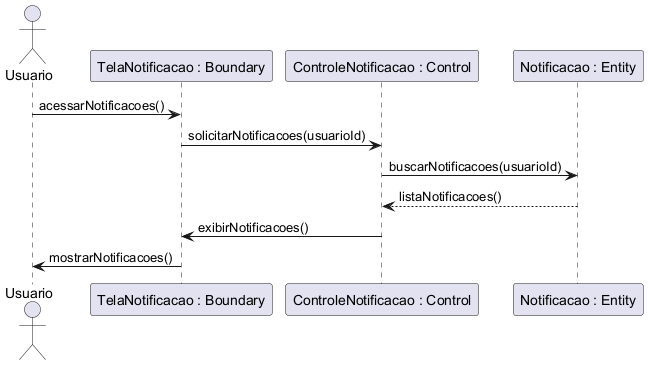 Usuario
TelaNotificacao : Boundary
ControleNotificacao : Control
Notificacao : Entity
acessarNotificacoes()
solicitarNotificacoes(usuarioId)
buscarNotificacoes(usuarioId)
listaNotificacoes()
exibirNotificacoes()
mostrarNotificacoes()
Usuario
TelaNotificacao : Boundary
ControleNotificacao : Control
Notificacao : Entity